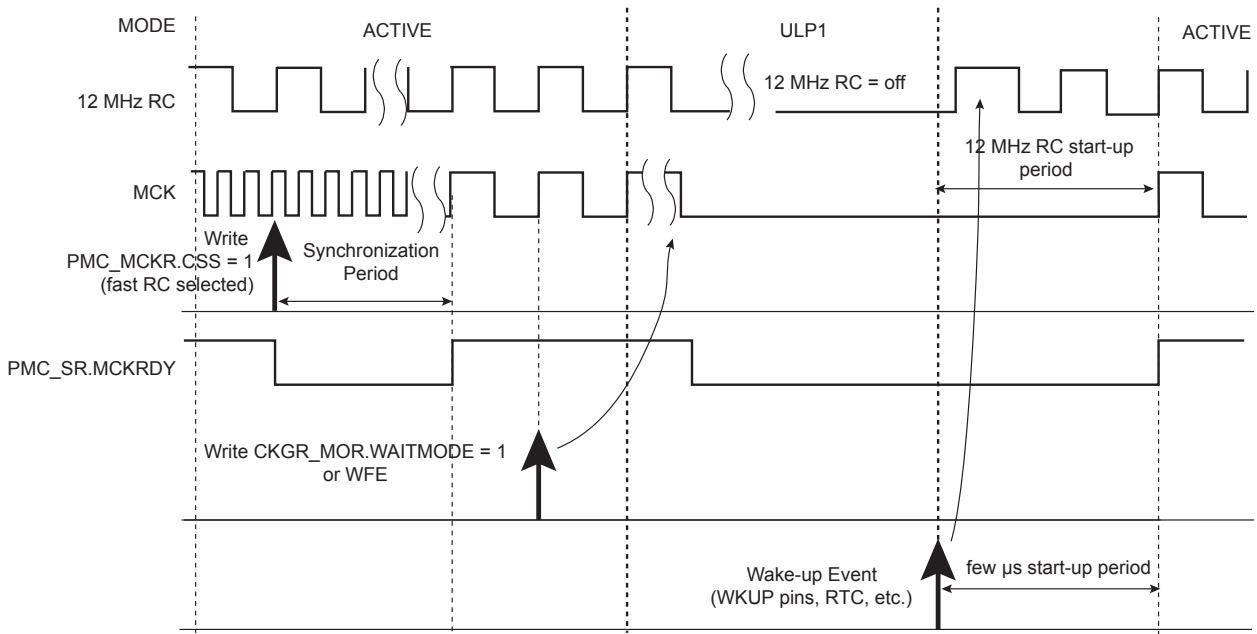 MODE
ACTIVE
ULP1
ACTIVE
12 MHz RC
12 MHz RC = off
12 MHz RC start-up
period
MCK
Write
PMC_MCKR.CSS = 1
(fast RC selected)
Synchronization
Period
PMC_SR.MCKRDY
Write CKGR_MOR.WAITMODE = 1
or WFE
Wake-up Event
(WKUP pins, RTC, etc.)
few µs start-up period